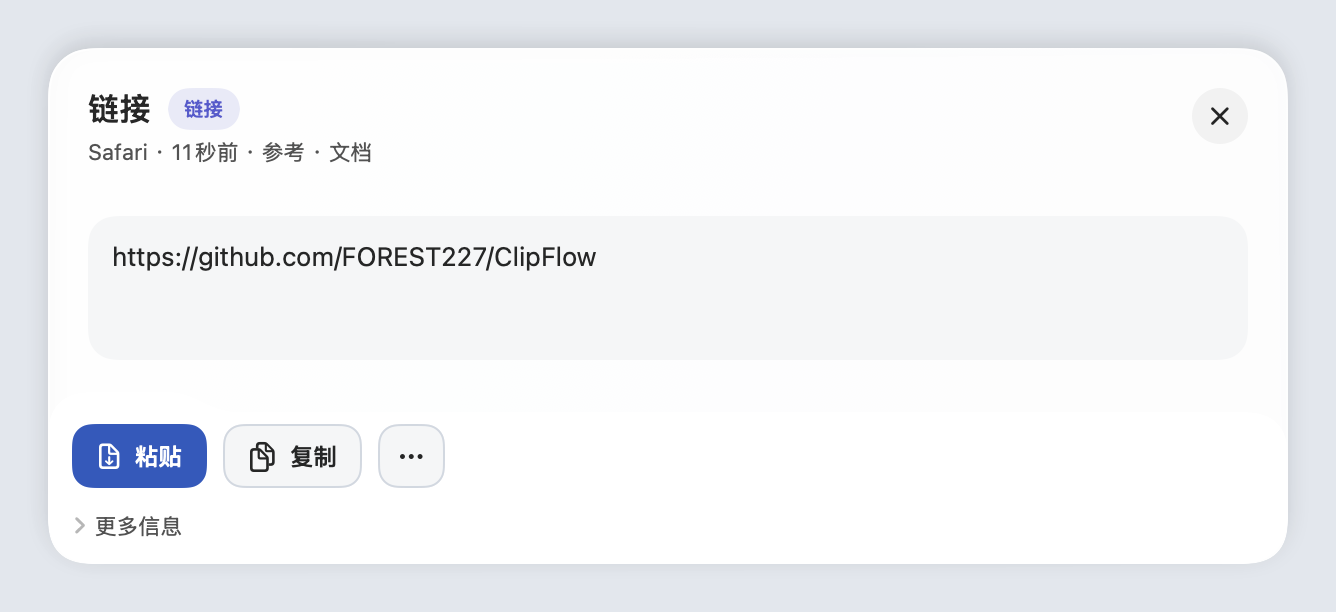 链接 链接
Safari · 11秒前 · 参考 · 文档
https://github.com/FOREST227/ClipFlow
粘贴 复制 ···
更多信息